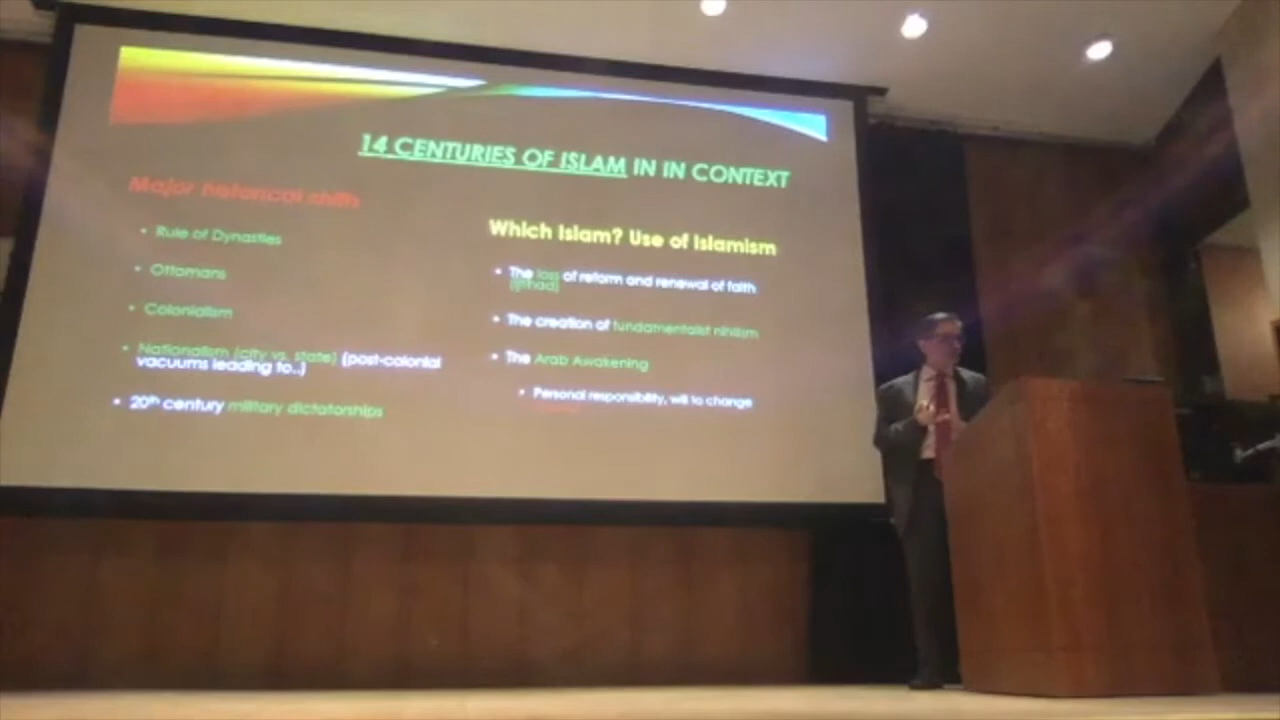 14 CENTURIES OF ISLAM IN IN CONTEXT
Major historical shifts
• Rule of Dynasties
• Ottomans
• Colonialism
• Nationalism (city vs. state) (post-colonial
vacuums leading to..)
• 20th century military dictatorships
Which Islam? Use of Islamism
• The loss of reform and renewal of faith
(ijtihad)
• The creation of fundamentalist nihilism
• The Arab Awakening
• Personal responsibility, will to change